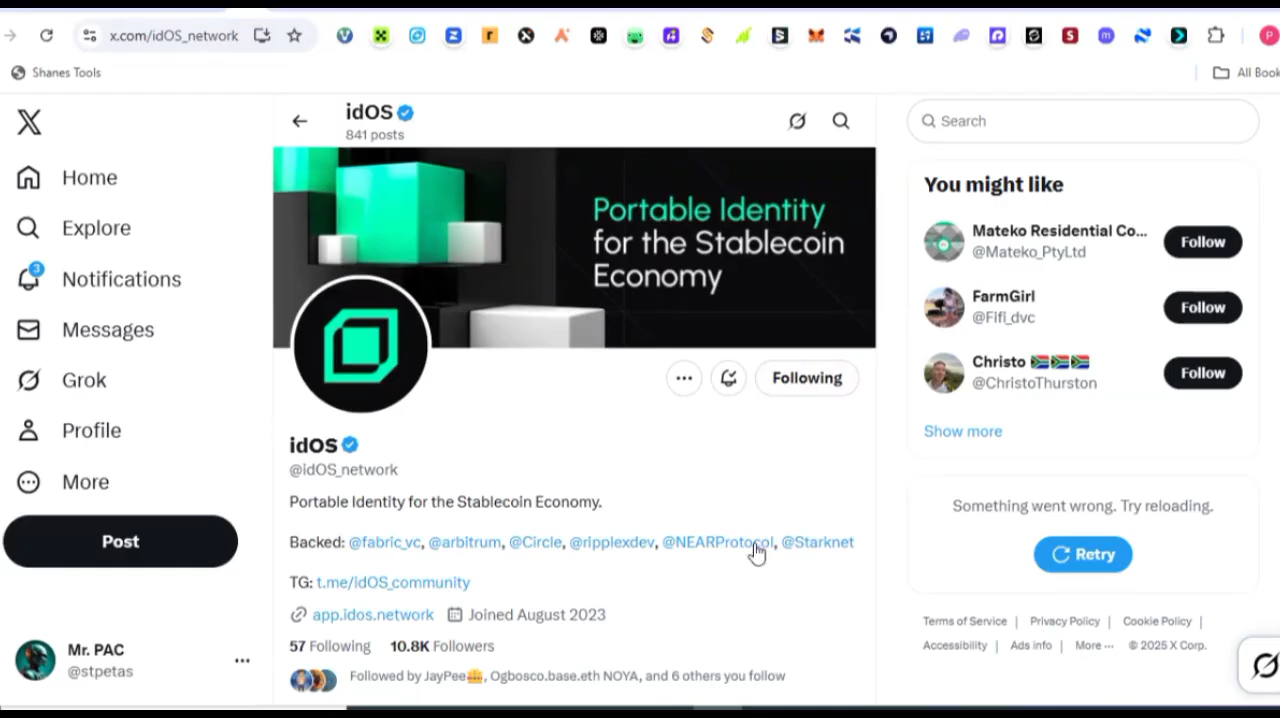 x.com/idOS_network
Shanes Tools
All Book
idOS
841 posts
Search
Home
Explore
3
Notifications
Messages
Grok
Profile
More
Post
Mr. PAC
@stpetas
Portable Identity
for the Stablecoin
Economy
Following
idOS
@idOS_network
Portable Identity for the Stablecoin Economy.
Backed: @fabric_vc, @arbitrum, @Circle, @ripplexdev, @NEARProtocol, @Starknet
TG: t.me/idOS_community
app.idos.network Joined August 2023
57 Following 10.8K Followers
Followed by JayPee, Ogbosco.base.eth NOYA, and 6 others you follow
You might like
Mateko Residential Co...
@Mateko_PtyLtd
Follow
FarmGirl
@Fifi_dvc
Follow
Christo
@ChristoThurston
Follow
Show more
Something went wrong. Try reloading.
Retry
Terms of Service | Privacy Policy | Cookie Policy |
Accessibility | Ads info | More ··· © 2025 X Corp.